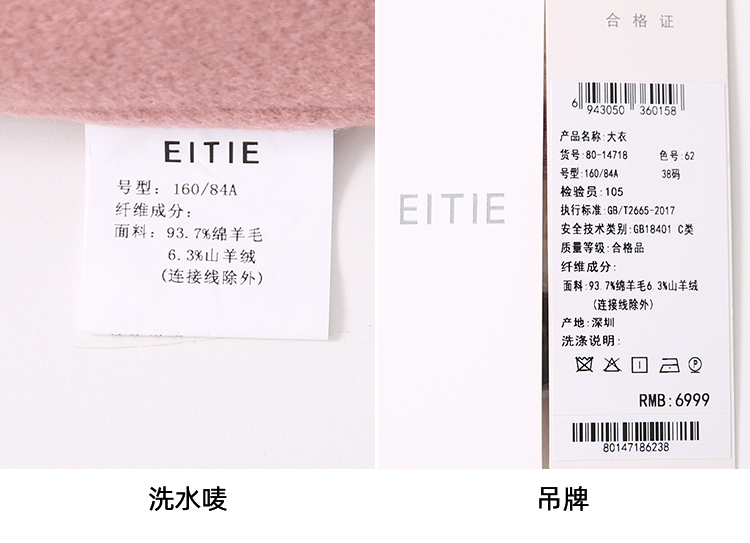 EITIE
号型: 160/84A
纤维成分:
面料: 93.7%绵羊毛
6.3%山羊绒
(连接线除外)
EITIE
合格证
6 943050 360158
产品名称:大衣
货号:80-14718 色号:62
号型:160/84A 38码
检验员:105
执行标准:GB/T2665-2017
安全技术类别:GB18401 C类
质量等级:合格品
纤维成分:
面料:93.7%绵羊毛6.3%山羊绒
(连接线除外)
产地:深圳
洗涤说明:
RMB:6999
80147186238
洗水唛
吊牌